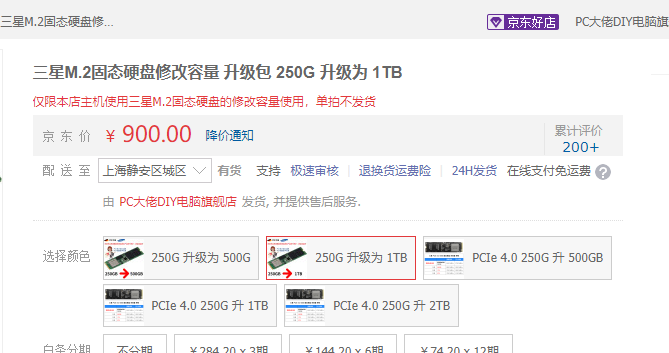 三星M.2固态硬盘修... 京东好店 PC大佬DIY电脑旗
三星M.2固态硬盘修改容量 升级包 250G 升级为 1TB
仅限本店主机使用三星M.2固态硬盘的修改容量使用，单拍不发货
京东价 ￥900.00 降价通知 累计评价
200+
配送至 上海静安区城区 有货 支持 极速审核 退换货运费险 24H发货 在线支付免运费 ?
由 PC大佬DIY电脑旗舰店 发货, 并提供售后服务.
选择颜色 250G 升级为 500G 250G 升级为 1TB PCIe 4.0 250G 升 500GB
PCIe 4.0 250G 升 1TB PCIe 4.0 250G 升 2TB
白条分期 不分期 ￥284.20 x 3期 ￥144.20 x 6期 ￥74.20 x 12期